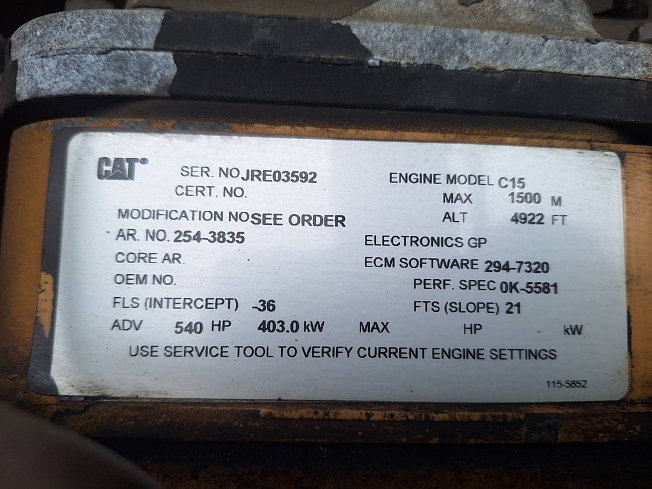 CAT®
SER. NO JRE03592
ENGINE MODEL C15
CERT. NO.
MAX 1500 M
MODIFICATION NO SEE ORDER
ALT 4922 FT
AR. NO. 254-3835
ELECTRONICS GP
CORE AR.
ECM SOFTWARE 294-7320
OEM NO.
PERF. SPEC 0K-5581
FLS (INTERCEPT) -36
FTS (SLOPE) 21
ADV 540 HP 403.0 kW MAX HP kW
USE SERVICE TOOL TO VERIFY CURRENT ENGINE SETTINGS
115-5852